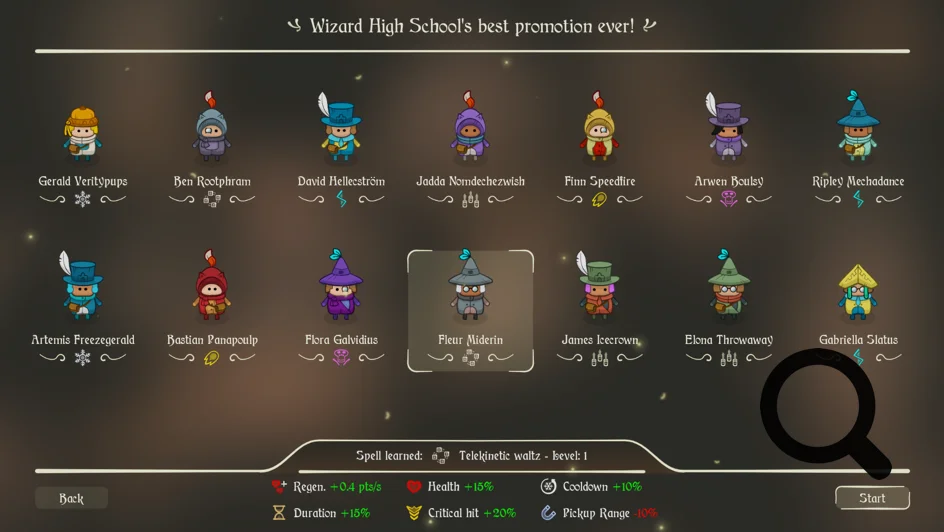 Wizard High School's best promotion ever!
Gerald Veritypups Ben Rootphram David Hellecström Jadda Nomdechezwish Finn Speedfire Arwen Boulsy Ripley Mechadance
Artemis Freezegerald Bastian Panapoulp Flora Galvidius Fleur Miderin James Icecrown Elona Throwaway Gabriella Slatus
Spell learned: Telekinetic waltz - Level: 1
Regen. +0.4 pts/s Health +15% Cooldown +10%
Back Start
Duration +15% Critical hit +20% Pickup Range -10%